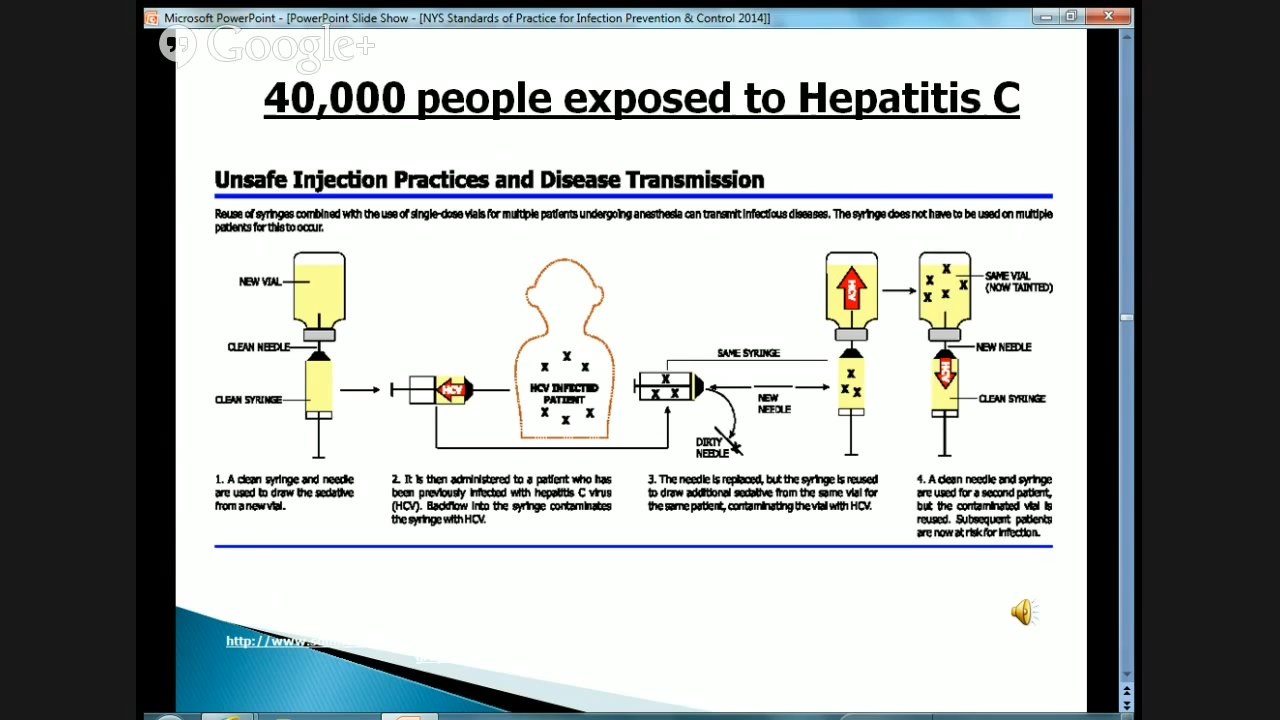 Microsoft PowerPoint - [PowerPoint Slide Show - [NYS Standards of Practice for Infection Prevention & Control 2014]]
Google+
40,000 people exposed to Hepatitis C
Unsafe Injection Practices and Disease Transmission
Reuse of syringes combined with the use of single-dose vials for multiple patients undergoing anesthesia can transmit infectious diseases. The syringe does not have to be used on multiple
patients for this to occur.
NEW VIAL
CLEAN NEEDLE
CLEAN SYRINGE
HCV
HCV INFECTED
PATIENT
SAME SYRINGE
NEW
NEEDLE
DIRTY
NEEDLE
HCV
SAME VIAL
(NOW TAINTED)
NEW NEEDLE
HCV
CLEAN SYRINGE
1. A clean syringe and needle
are used to draw the sedative
from a new vial.
2. It is then administered to a patient who has
been previously infected with hepatitis C virus
(HCV). Backflow into the syringe contaminates
the syringe with HCV.
3. The needle is replaced, but the syringe is reused
to draw additional sedative from the same vial for
the same patient, contaminating the vial with HCV.
4. A clean needle and syringe
are used for a second patient,
but the contaminated vial is
reused. Subsequent patients
are now at risk for infection.
http://www.